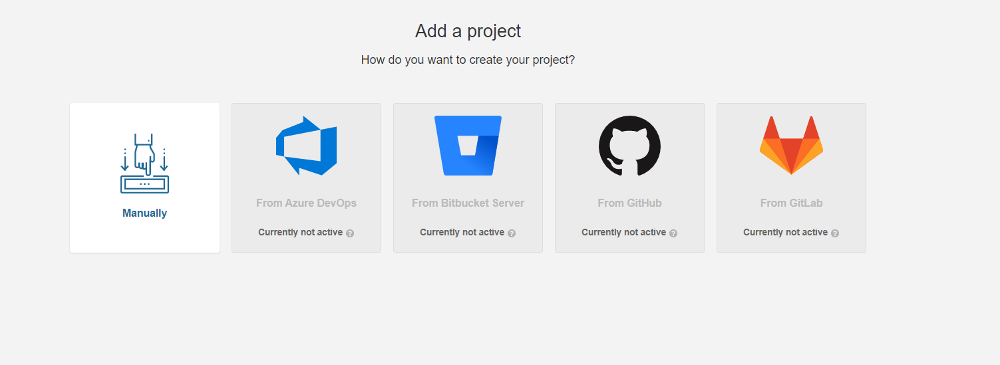 Add a project
How do you want to create your project?
Manually
From Azure DevOps
Currently not active ?
From Bitbucket Server
Currently not active ?
From GitHub
Currently not active ?
From GitLab
Currently not active ?